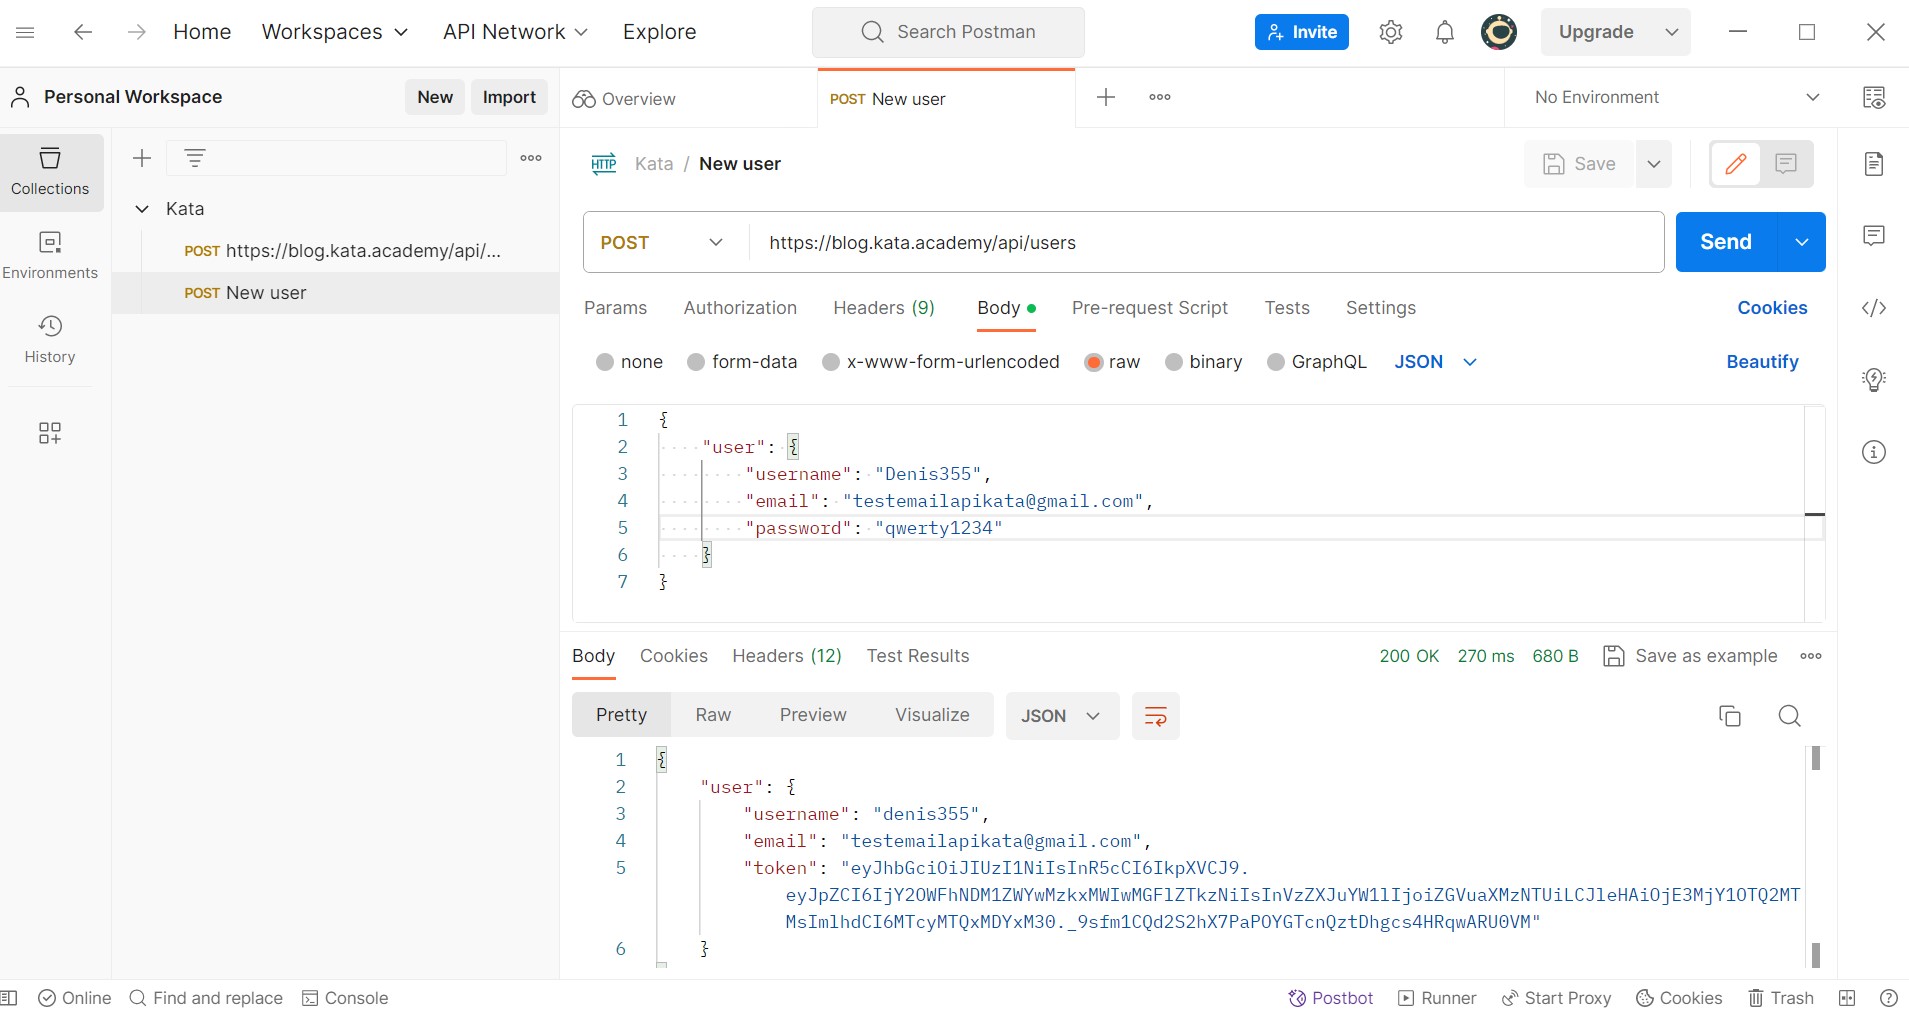 Home Workspaces API Network Explore Search Postman Invite Upgrade
Personal Workspace New Import Overview POST New user No Environment
Collections
Environments
History
Kata
POST https://blog.kata.academy/api/...
POST New user
HTTP Kata / New user Save
POST https://blog.kata.academy/api/users Send
Params Authorization Headers (9) Body Pre-request Script Tests Settings Cookies
none form-data x-www-form-urlencoded raw binary GraphQL JSON Beautify
1 {
2 "user": {
3 "username": "Denis355",
4 "email": "testemailapikata@gmail.com",
5 "password": "qwerty1234"
6 }
7 }
Body Cookies Headers (12) Test Results 200 OK 270 ms 680 B Save as example
Pretty Raw Preview Visualize JSON
1 {
2 "user": {
3 "username": "denis355",
4 "email": "testemailapikata@gmail.com",
5 "token": "eyJhbGciOiJIUzI1NiIsInR5cCI6IkpXVCJ9.
eyJpZCI6IjY2OWFhNDM1ZWYwMzkxMWIwMGFlZTkzNiIsInVzZXJuYW1lIjoiZGVuaXMzNTUiLCJleHAiOjE3MjY1OTQ2MT
MsImlhdCI6MTcyMTQxMDYxM30._9sfm1CQd2S2hX7PaPOYGTcnQztDhgcs4HRqwARU0VM"
6 }
Online Find and replace Console Postbot Runner Start Proxy Cookies Trash